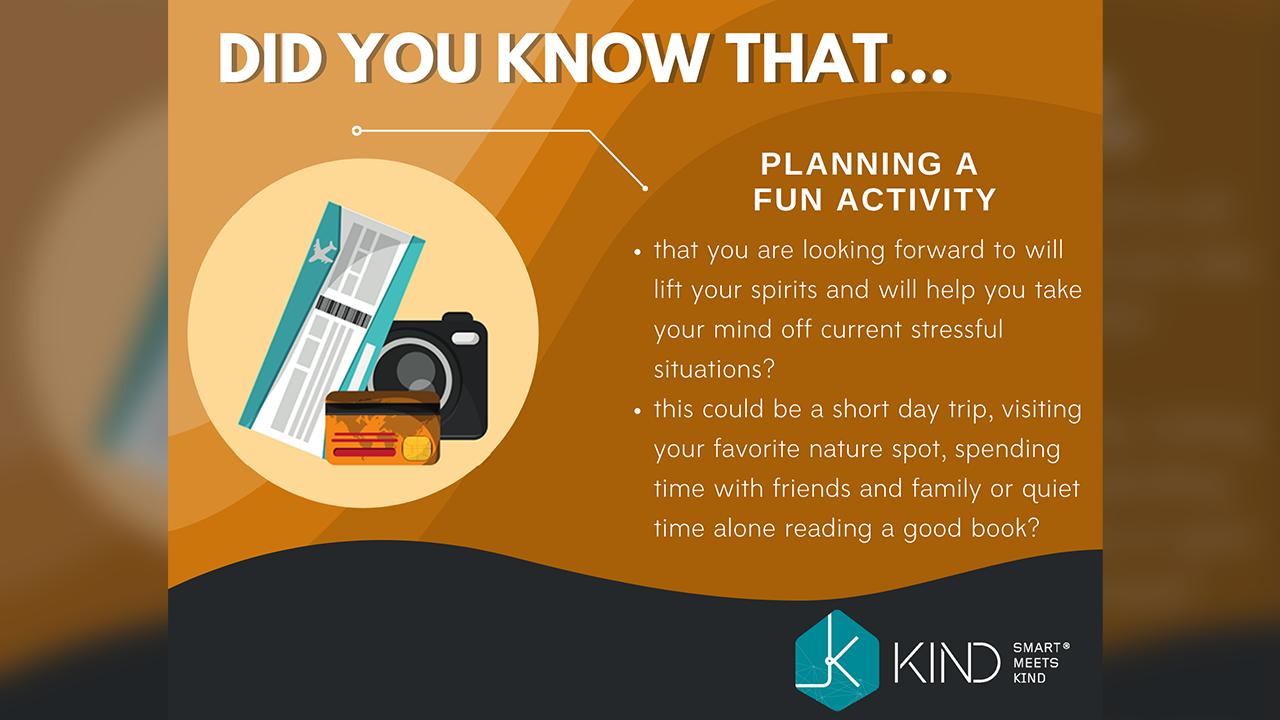 DID YOU KNOW THAT...
PLANNING A
FUN ACTIVITY
• that you are looking forward to will
lift your spirits and will help you take
your mind off current stressful
situations?
• this could be a short day trip, visiting
your favorite nature spot, spending
time with friends and family or quiet
time alone reading a good book?
KIND
SMART®
MEETS
KIND